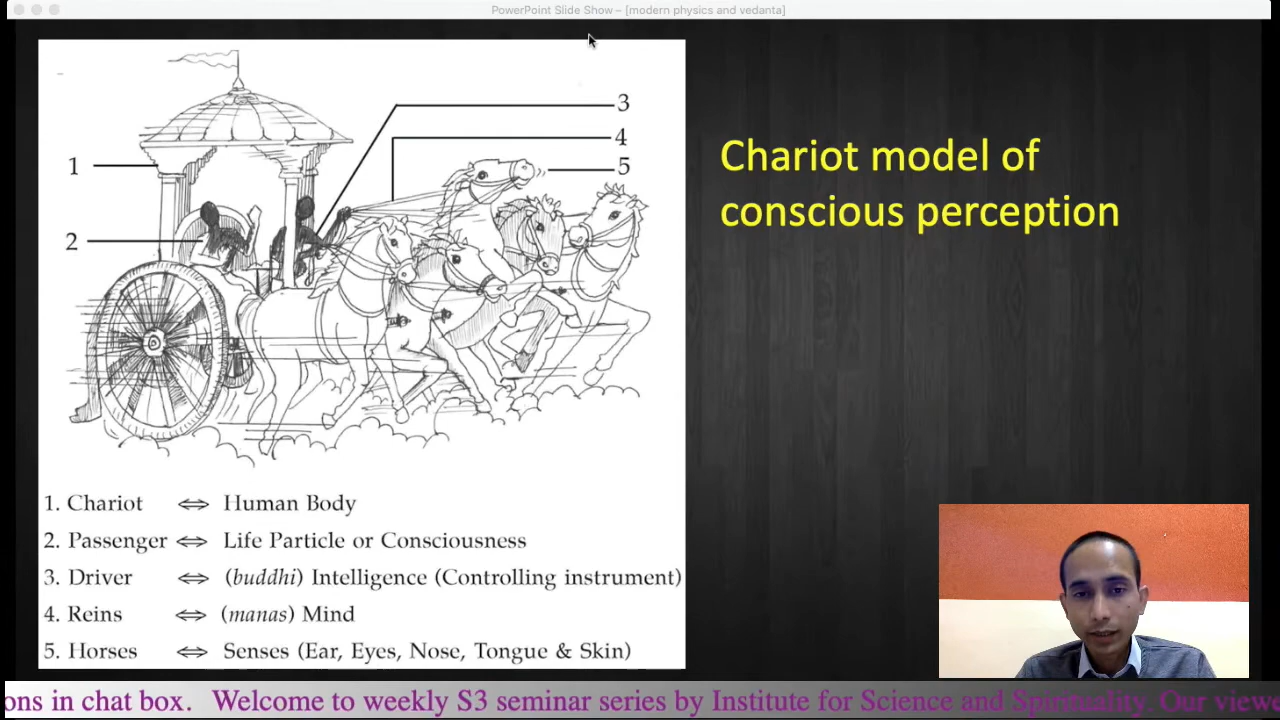 PowerPoint Slide Show – [modern physics and vedanta]
3
4
1
5
2
Chariot model of
conscious perception
1. Chariot ⇔ Human Body
2. Passenger ⇔ Life Particle or Consciousness
3. Driver ⇔ (buddhi) Intelligence (Controlling instrument)
4. Reins ⇔ (manas) Mind
5. Horses ⇔ Senses (Ear, Eyes, Nose, Tongue & Skin)
ons in chat box. Welcome to weekly S3 seminar series by Institute for Science and Spirituality. Our viewe